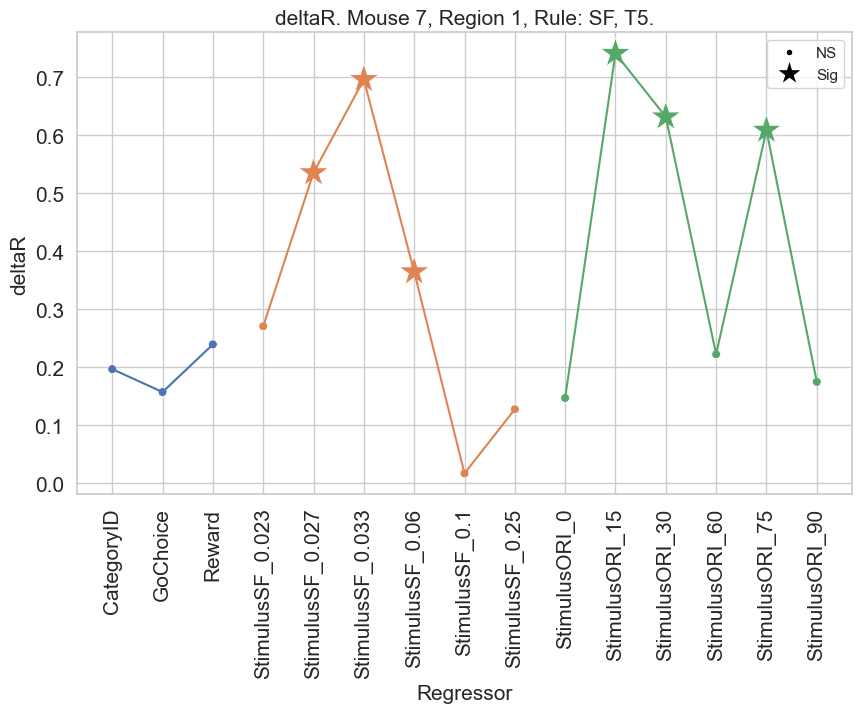 deltaR. Mouse 7, Region 1, Rule: SF, T5.
NS
Sig
deltaR
0.7
0.6
0.5
0.4
0.3
0.2
0.1
0.0
CategoryID
GoChoice
Reward
StimulusSF_0.023
StimulusSF_0.027
StimulusSF_0.033
StimulusSF_0.06
StimulusSF_0.1
StimulusSF_0.25
StimulusORI_0
StimulusORI_15
StimulusORI_30
StimulusORI_60
StimulusORI_75
StimulusORI_90
Regressor